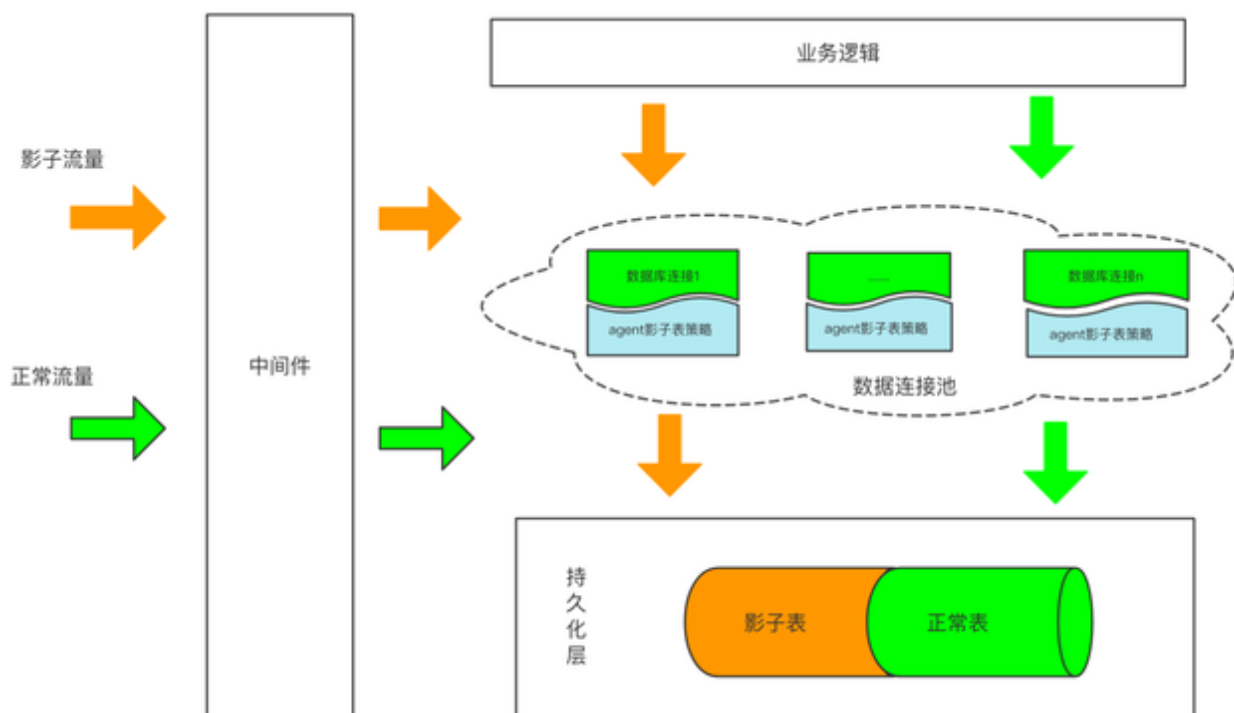 业务逻辑
影子流量
数据库连接1
......
数据库连接n
agent影子表策略
agent影子表策略
agent影子表策略
中间件
正常流量
数据连接池
持
久
化
层
影子表
正常表